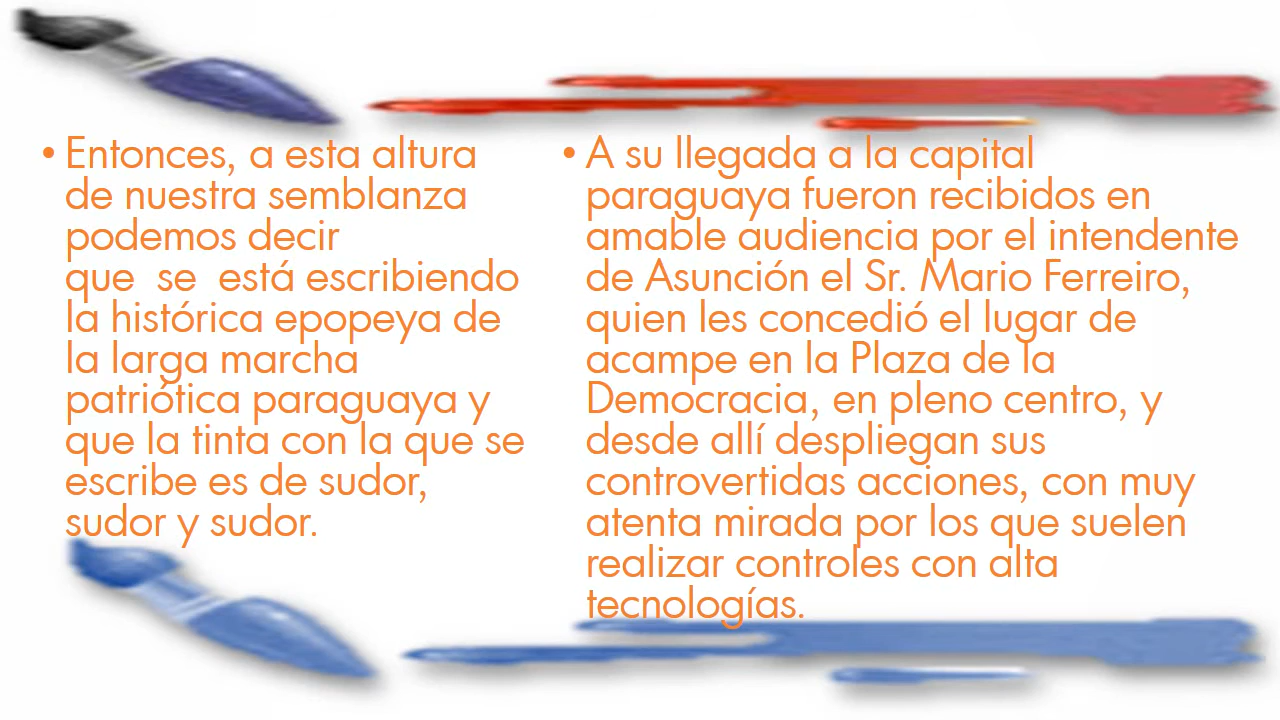 • Entonces, a esta altura
de nuestra semblanza
podemos decir
que  se  está escribiendo
la histórica epopeya de
la larga marcha
patriótica paraguaya y
que la tinta con la que se
escribe es de sudor,
sudor y sudor.
• A su llegada a la capital
paraguaya fueron recibidos en
amable audiencia por el intendente
de Asunción el Sr. Mario Ferreiro,
quien les concedió el lugar de
acampe en la Plaza de la
Democracia, en pleno centro, y
desde allí despliegan sus
controvertidas acciones, con muy
atenta mirada por los que suelen
realizar controles con alta
tecnologías.